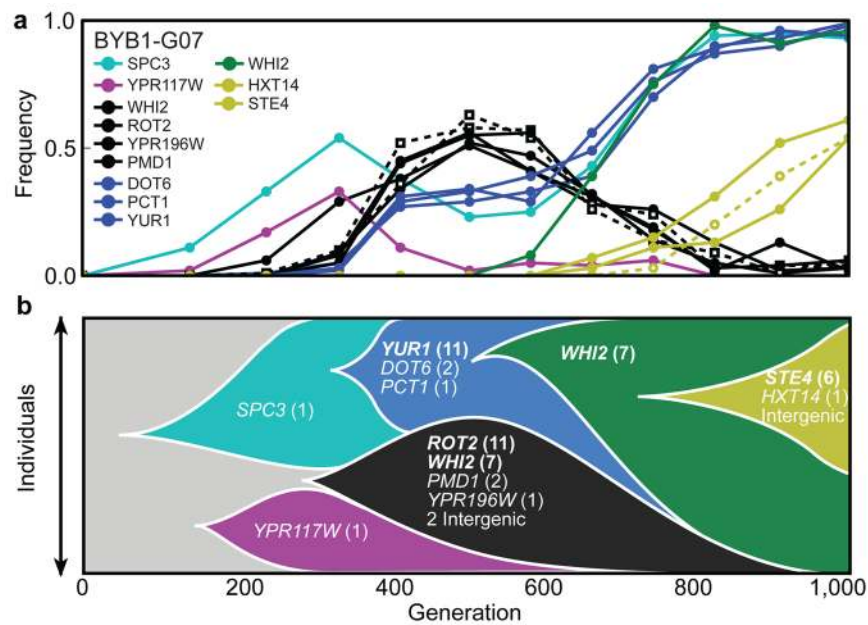 a
1.0
0.5
0.0
Frequency
BYB1-G07
SPC3
YPR117W
WHI2
ROT2
YPR196W
PMD1
DOT6
PCT1
YUR1
WHI2
HXT14
STE4
b
Individuals
SPC3 (1)
YUR1 (11)
DOT6 (2)
PCT1 (1)
YPR117W (1)
ROT2 (11)
WHI2 (7)
PMD1 (2)
YPR196W (1)
2 Intergenic
WHI2 (7)
STE4 (6)
HXT14 (1)
Intergenic
0 200 400 600 800 1,000
Generation